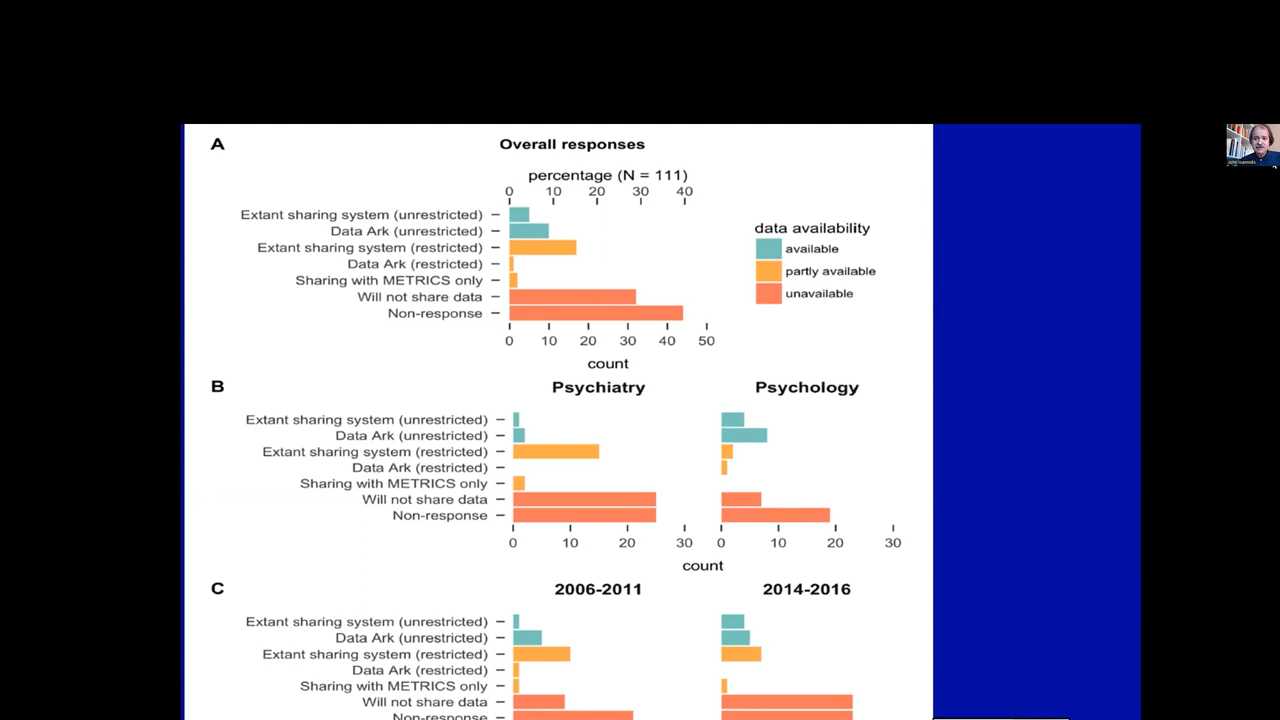 A
Overall responses
percentage (N = 111)
0 10 20 30 40
Extant sharing system (unrestricted)
Data Ark (unrestricted)
Extant sharing system (restricted)
Data Ark (restricted)
Sharing with METRICS only
Will not share data
Non-response
0 10 20 30 40 50
count
data availability
available
partly available
unavailable
B
Psychiatry Psychology
Extant sharing system (unrestricted)
Data Ark (unrestricted)
Extant sharing system (restricted)
Data Ark (restricted)
Sharing with METRICS only
Will not share data
Non-response
0 10 20 30 0 10 20 30
count
C
2006-2011 2014-2016
Extant sharing system (unrestricted)
Data Ark (unrestricted)
Extant sharing system (restricted)
Data Ark (restricted)
Sharing with METRICS only
Will not share data
Non-response